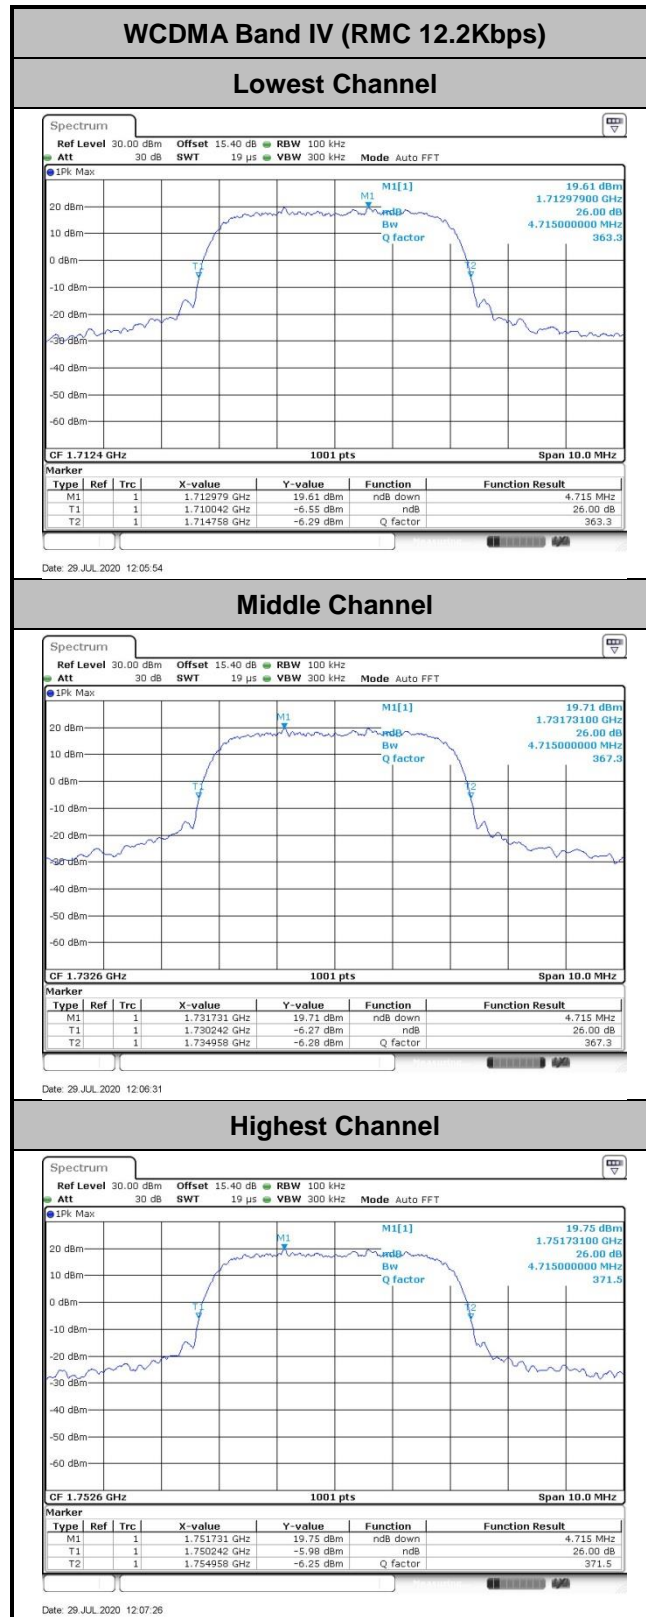 WCDMA Band IV (RMC 12.2Kbps)
Lowest Channel
Spectrum
Ref Level 30.00 dBm Offset 15.40 dB RBW 100 kHz
Att 30 dB SWT 19 µs VBW 300 kHz Mode Auto FFT
1Pk Max
M1[1] 19.61 dBm
1.71297900 GHz
ndB 26.00 dB
Bw 4.715000000 MHz
Q factor 363.3
M1
T1
T2
20 dBm
10 dBm
0 dBm
-10 dBm
-20 dBm
-30 dBm
-40 dBm
-50 dBm
-60 dBm
CF 1.7124 GHz 1001 pts Span 10.0 MHz
Marker
Type Ref Trc X-value Y-value Function Function Result
M1 1 1.712979 GHz 19.61 dBm ndB down 4.715 MHz
T1 1 1.710042 GHz -6.55 dBm ndB 26.00 dB
T2 1 1.714758 GHz -6.29 dBm Q factor 363.3
Date: 29.JUL.2020 12:05:54
Middle Channel
Spectrum
Ref Level 30.00 dBm Offset 15.40 dB RBW 100 kHz
Att 30 dB SWT 19 µs VBW 300 kHz Mode Auto FFT
1Pk Max
M1[1] 19.71 dBm
1.73173100 GHz
ndB 26.00 dB
Bw 4.715000000 MHz
Q factor 367.3
M1
T1
T2
20 dBm
10 dBm
0 dBm
-10 dBm
-20 dBm
-30 dBm
-40 dBm
-50 dBm
-60 dBm
CF 1.7326 GHz 1001 pts Span 10.0 MHz
Marker
Type Ref Trc X-value Y-value Function Function Result
M1 1 1.731731 GHz 19.71 dBm ndB down 4.715 MHz
T1 1 1.730242 GHz -6.27 dBm ndB 26.00 dB
T2 1 1.734958 GHz -6.28 dBm Q factor 367.3
Date: 29.JUL.2020 12:06:31
Highest Channel
Spectrum
Ref Level 30.00 dBm Offset 15.40 dB RBW 100 kHz
Att 30 dB SWT 19 µs VBW 300 kHz Mode Auto FFT
1Pk Max
M1[1] 19.75 dBm
1.75173100 GHz
ndB 26.00 dB
Bw 4.715000000 MHz
Q factor 371.5
M1
T1
T2
20 dBm
10 dBm
0 dBm
-10 dBm
-20 dBm
-30 dBm
-40 dBm
-50 dBm
-60 dBm
CF 1.7526 GHz 1001 pts Span 10.0 MHz
Marker
Type Ref Trc X-value Y-value Function Function Result
M1 1 1.751731 GHz 19.75 dBm ndB down 4.715 MHz
T1 1 1.750242 GHz -5.98 dBm ndB 26.00 dB
T2 1 1.754958 GHz -6.25 dBm Q factor 371.5
Date: 29.JUL.2020 12:07:26